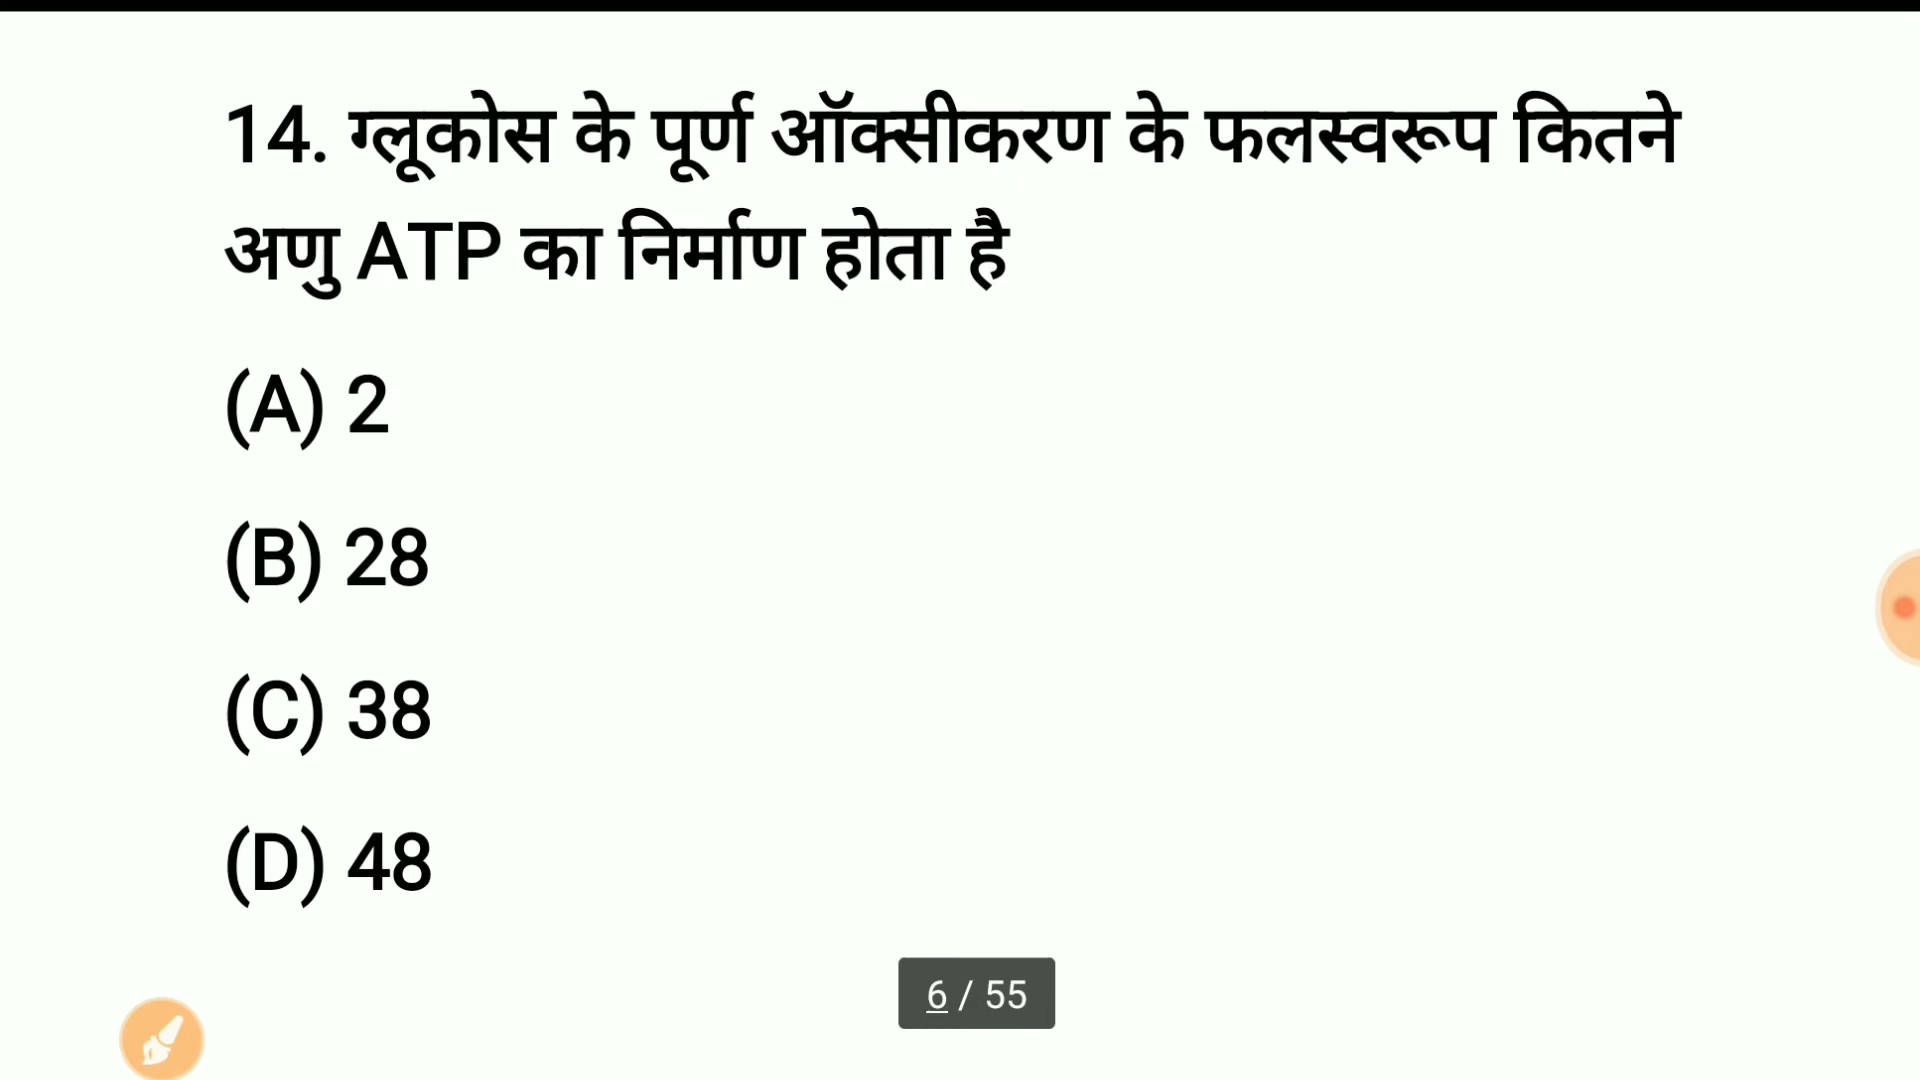 14. ग्लूकोस के पूर्ण ऑक्सीकरण के फलस्वरूप कितने
अणु ATP का निर्माण होता है
(A) 2
(B) 28
(C) 38
(D) 48
6 / 55